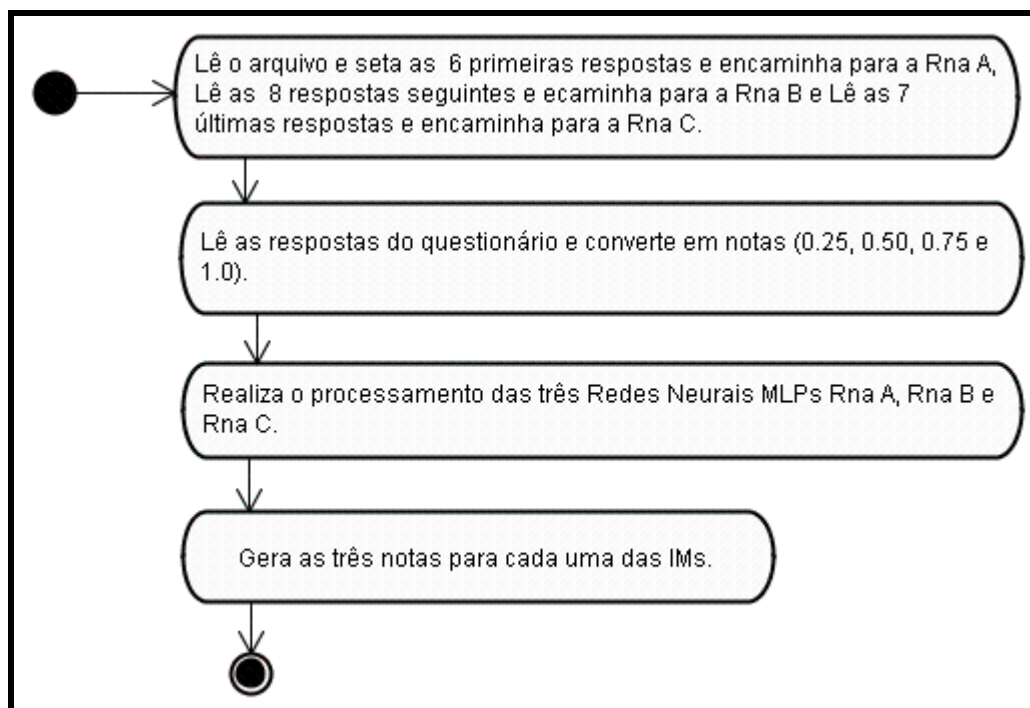 Lê o arquivo e seta as  6 primeiras respostas e encaminha para a Rna A,
Lê as  8 respostas seguintes e ecaminha para a Rna B e Lê as 7
últimas respostas e encaminha para a Rna C.
Lê as respostas do questionário e converte em notas (0.25, 0.50, 0.75 e
1.0).
Realiza o processamento das três Redes Neurais MLPs Rna A, Rna B e
Rna C.
Gera as três notas para cada uma das IMs.